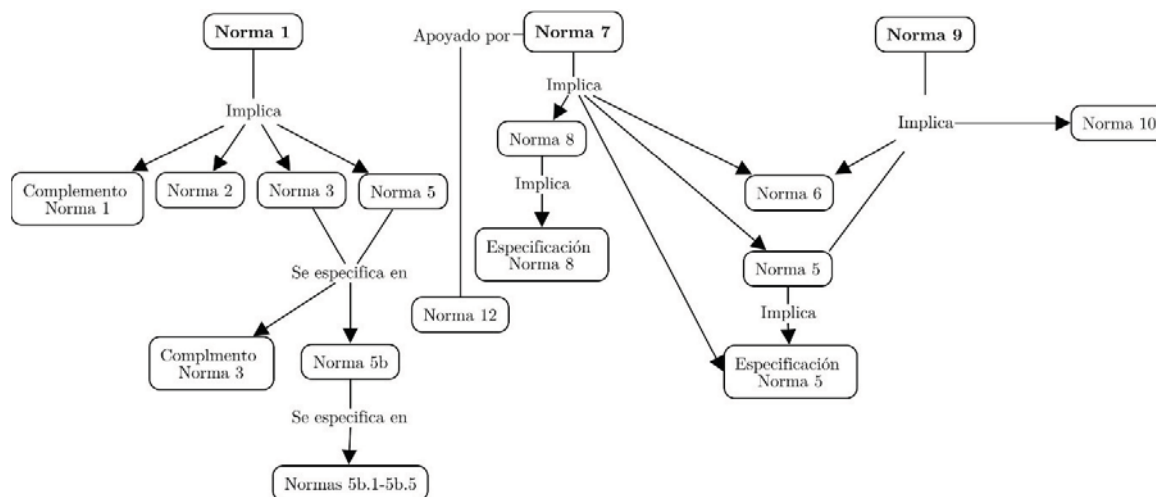 Norma 1
Apoyado por
Norma 7
Norma 9
Implica
Implica
Implica
Norma 10
Norma 8
Complemento
Norma 1
Norma 2
Norma 3
Norma 5
Implica
Norma 6
Especificación
Norma 8
Se especifica en
Norma 5
Norma 12
Implica
Complmento
Norma 3
Norma 5b
Especificación
Norma 5
Se especifica en
Normas 5b.1-5b.5